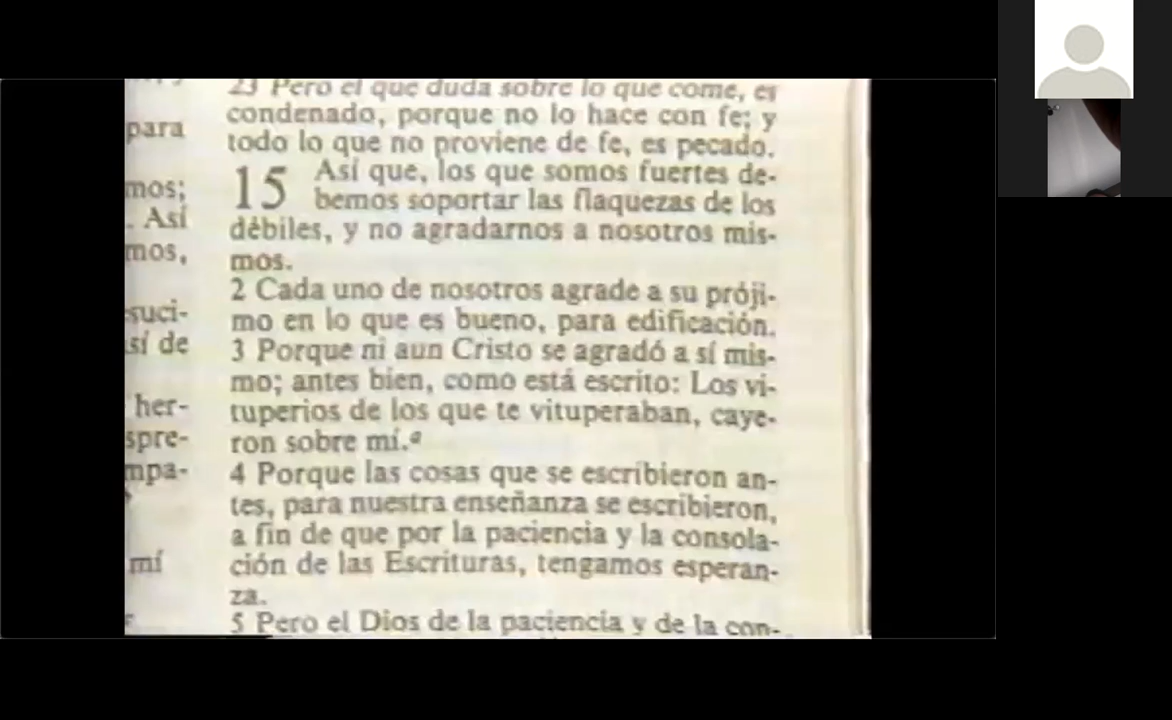 para
mos;
. Así
mos,
suci-
sí de
her-
spre-
mpa-
mí
23 Pero el que duda sobre lo que come, es
condenado, porque no lo hace con fe; y
todo lo que no proviene de fe, es pecado.
15 Así que, los que somos fuertes de-
bemos soportar las flaquezas de los
débiles, y no agradarnos a nosotros mis-
mos.
2 Cada uno de nosotros agrade a su próji-
mo en lo que es bueno, para edificación.
3 Porque ni aun Cristo se agradó a sí mis-
mo; antes bien, como está escrito: Los vi-
tuperios de los que te vituperaban, caye-
ron sobre mí.ª
4 Porque las cosas que se escribieron an-
tes, para nuestra enseñanza se escribieron,
a fin de que por la paciencia y la consola-
ción de las Escrituras, tengamos esperan-
za.
5 Pero el Dios de la paciencia y de la con-